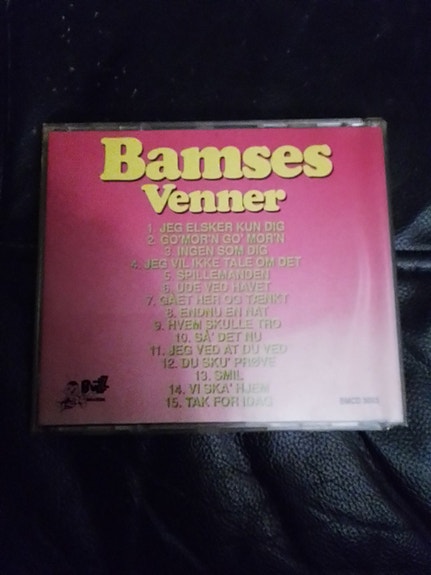 Bamses
Venner
1. JEG ELSKER KUN DIG
2. GO'MOR'N GO' MOR'N
3. INGEN SOM DIG
4. JEG VIL IKKE TALE OM DET
5. SPILLEMANDEN
6. UDE VED HAVET
7. GÅET HER OG TÆNKT
8. ENDNU EN NAT
9. HVEM SKULLE TRO
10. SÅ' DET NU
11. JEG VED AT DU VED
12. DU SKU' PRØVE
13. SMIL
14. VI SKA' HJEM
15. TAK FOR IDAG